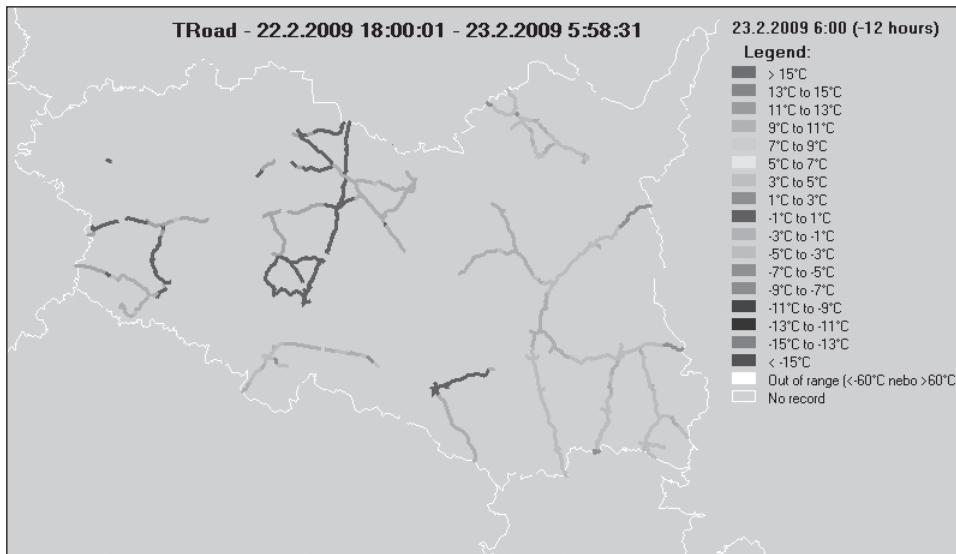 TRoad - 22.2.2009 18:00:01 - 23.2.2009 5:58:31
23.2.2009 6:00 (-12 hours)
Legend:
> 15°C
13°C to 15°C
11°C to 13°C
9°C to 11°C
7°C to 9°C
5°C to 7°C
3°C to 5°C
1°C to 3°C
-1°C to 1°C
-3°C to -1°C
-5°C to -3°C
-7°C to -5°C
-9°C to -7°C
-11°C to -9°C
-13°C to -11°C
-15°C to -13°C
< -15°C
Out of range (<-60°C nebo >60°C
No record